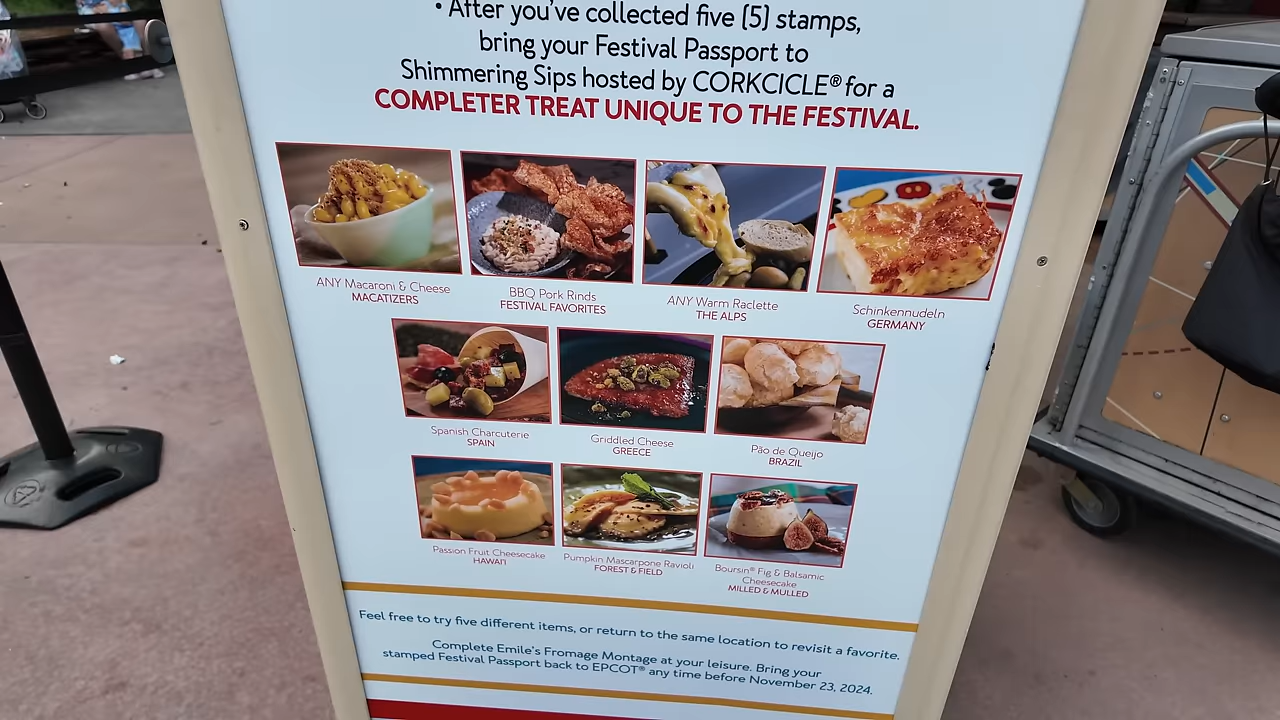 • After you've collected five (5) stamps,
bring your Festival Passport to
Shimmering Sips hosted by CORKCICLE® for a
COMPLETER TREAT UNIQUE TO THE FESTIVAL.
ANY Macaroni & Cheese
MACATIZERS
BBQ Pork Rinds
FESTIVAL FAVORITES
ANY Warm Raclette
THE ALPS
Schinkennudeln
GERMANY
Spanish Charcuterie
SPAIN
Griddled Cheese
GREECE
Pão de Queijo
BRAZIL
Passion Fruit Cheesecake
HAWAI'I
Pumpkin Mascarpone Ravioli
FOREST & FIELD
Boursin® Fig & Balsamic
Cheesecake
MILLED & MULLED
Feel free to try five different items, or return to the same location to revisit a favorite.
Complete Emile's Fromage Montage at your leisure. Bring your
stamped Festival Passport back to EPCOT® any time before November 23, 2024.